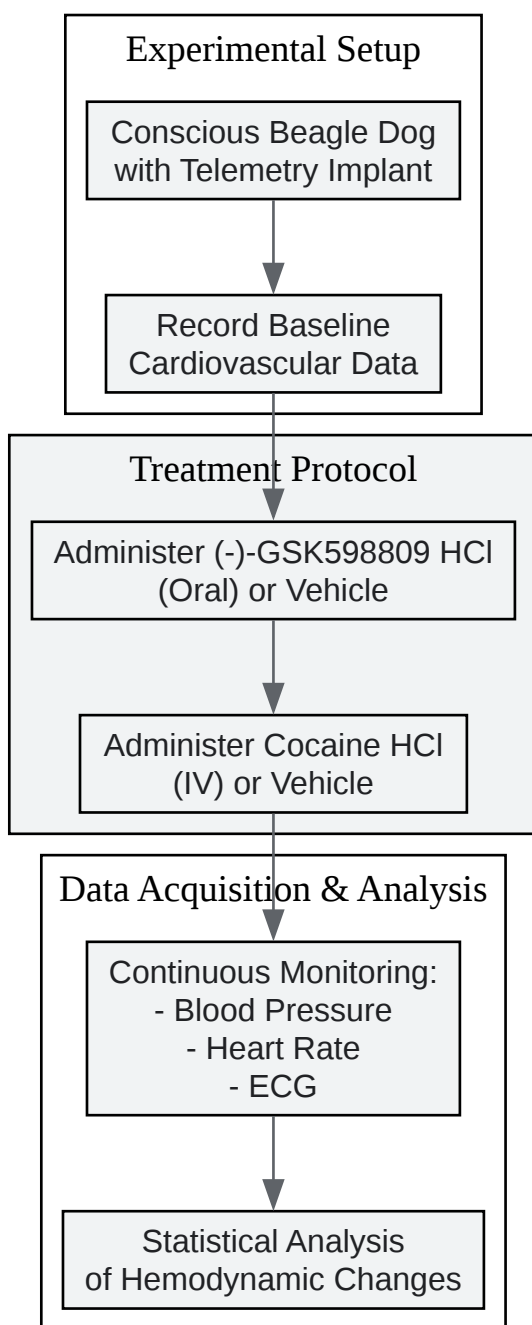 Experimental Setup
Conscious Beagle Dog
with Telemetry Implant
Record Baseline
Cardiovascular Data
Treatment Protocol
Administer (-)-GSK598809 HCl
(Oral) or Vehicle
Administer Cocaine HCl
(IV) or Vehicle
Data Acquisition & Analysis
Continuous Monitoring:
- Blood Pressure
- Heart Rate
- ECG
Statistical Analysis
of Hemodynamic Changes